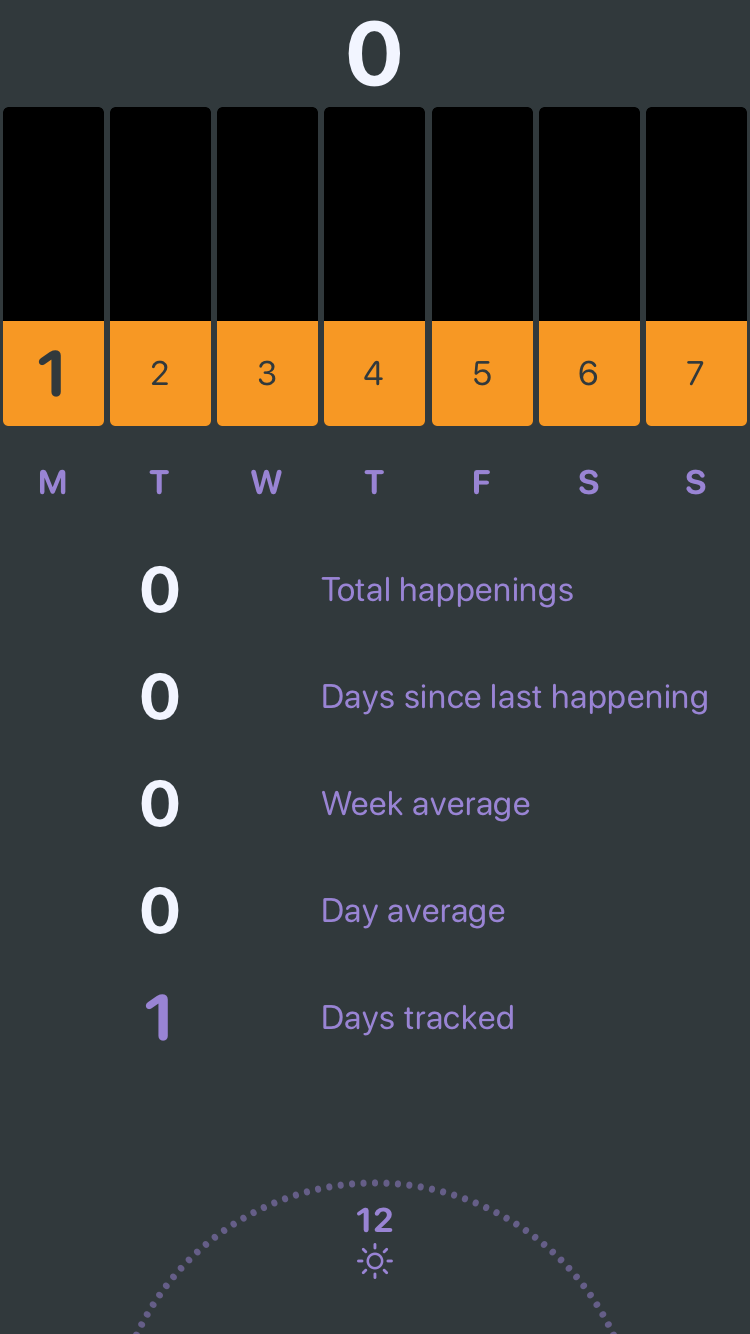 0
1 2 3 4 5 6 7
M T W T F S S
0 Total happenings
0 Days since last happening
0 Week average
0 Day average
1 Days tracked
12